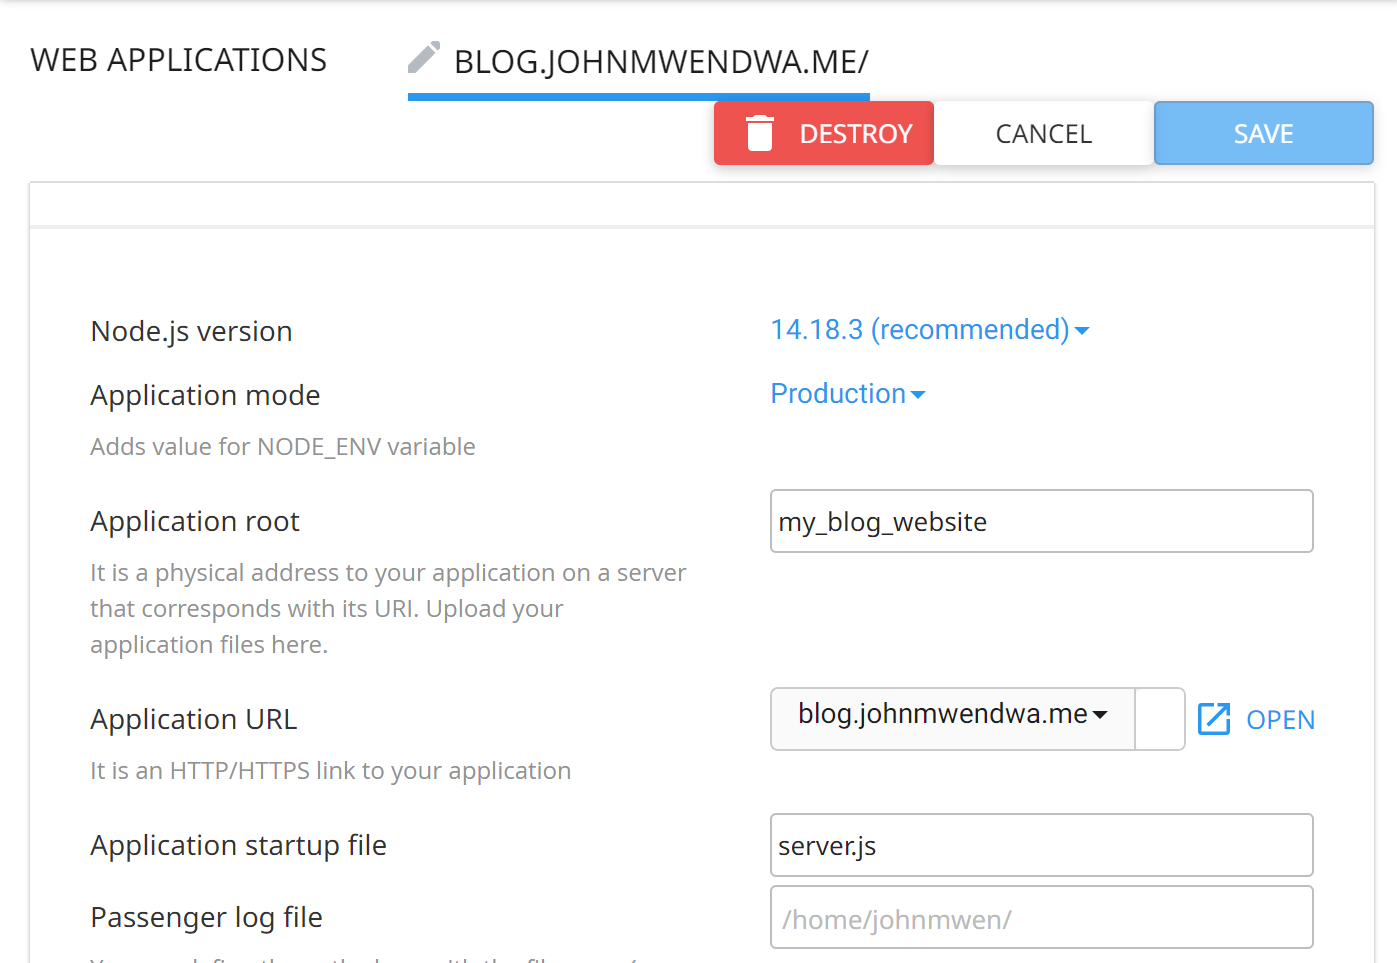 WEB APPLICATIONS
BLOG.JOHNMWENDWA.ME/
DESTROY
CANCEL
SAVE
Node.js version
14.18.3 (recommended)
Application mode
Production
Adds value for NODE_ENV variable
Application root
my_blog_website
It is a physical address to your application on a server
that corresponds with its URI. Upload your
application files here.
Application URL
blog.johnmwendwa.me
OPEN
It is an HTTP/HTTPS link to your application
Application startup file
server.js
Passenger log file
/home/johnmwen/